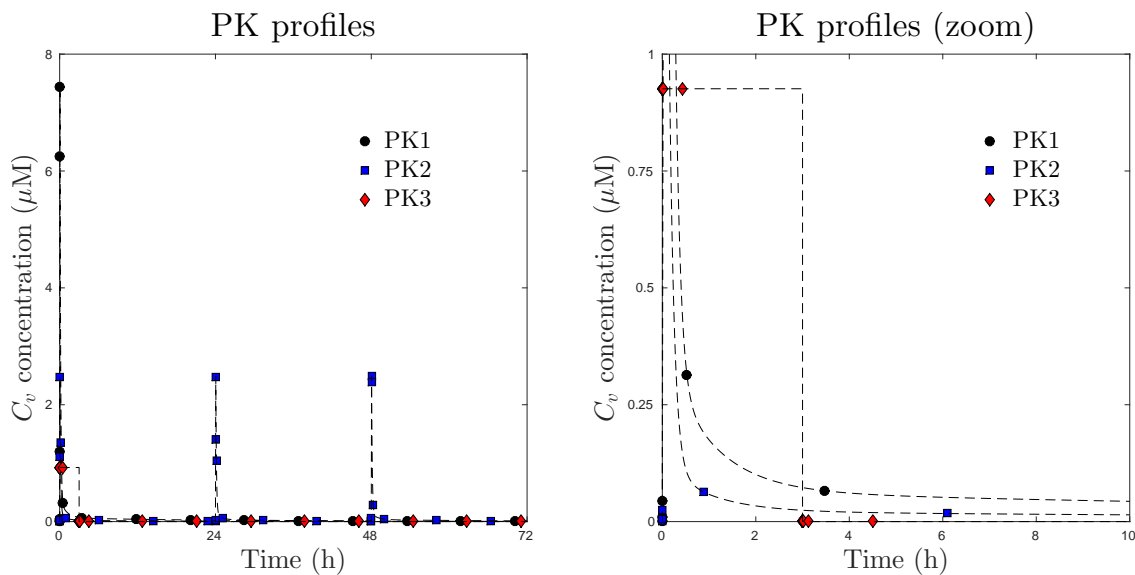 PK profiles
8
6
4
2
0
0
24
48
72
C_v concentration (μM)
Time (h)
PK1
PK2
PK3
PK profiles (zoom)
1
0.75
0.5
0.25
0
0
2
4
6
8
10
C_v concentration (μM)
Time (h)
PK1
PK2
PK3